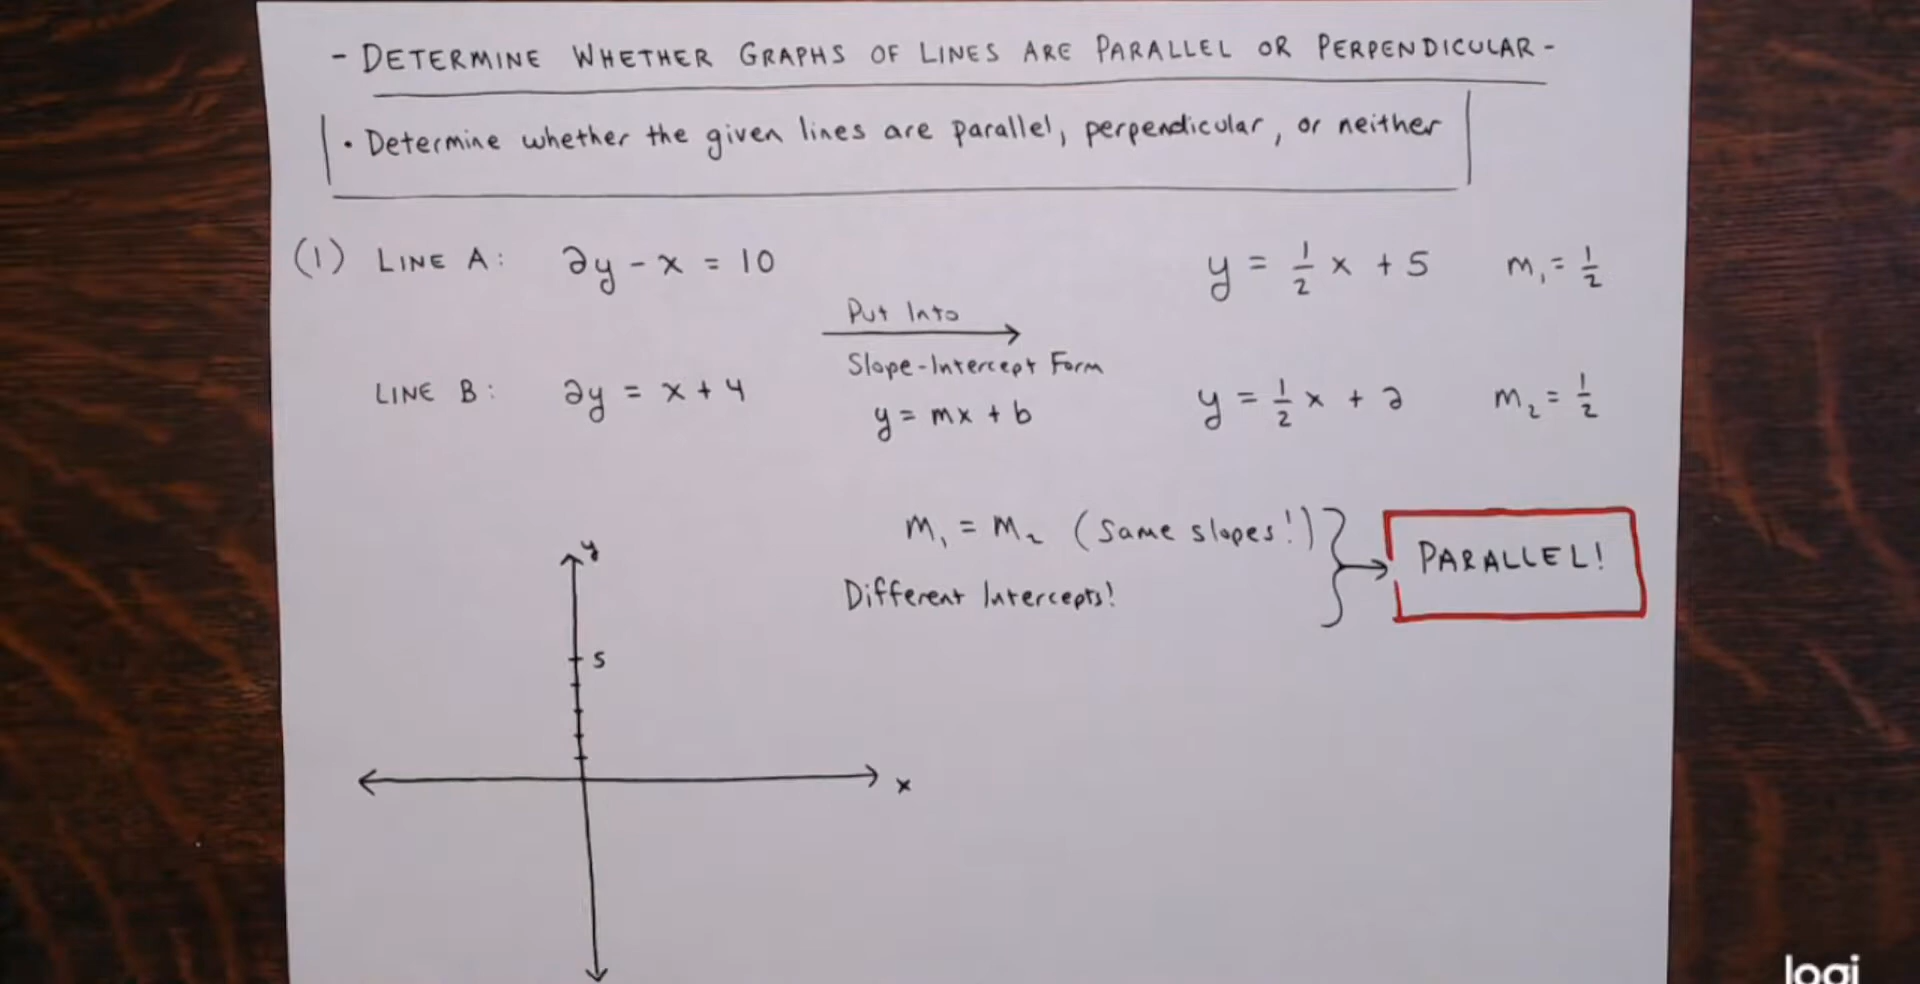 - DETERMINE WHETHER GRAPHS OF LINES ARE PARALLEL OR PERPENDICULAR -
• Determine whether the given lines are parallel, perpendicular, or neither
(1) LINE A: 2y - x = 10
Put Into
Slope-Intercept Form
y = mx + b
y = 1/2 x + 5 m₁ = 1/2
LINE B: 2y = x + 4
y = 1/2 x + 2 m₂ = 1/2
m₁ = m₂ (Same slopes!)
Different Intercepts!
PARALLEL!
y
5
x
logi